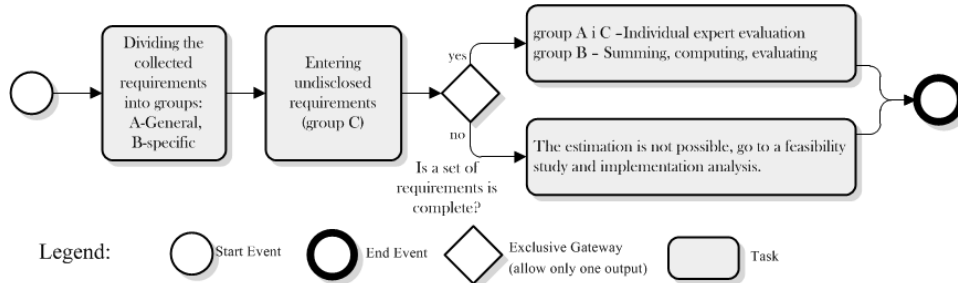 Dividing the
collected
requirements
into groups:
A-General,
B-specific
Entering
undisclosed
requirements
(group C)
yes
no
Is a set of
requirements is
complete?
group A i C –Individual expert evaluation
group B – Summing, computing, evaluating
The estimation is not possible, go to a feasibility
study and implementation analysis.
Legend:
Start Event
End Event
Exclusive Gateway
(allow only one output)
Task